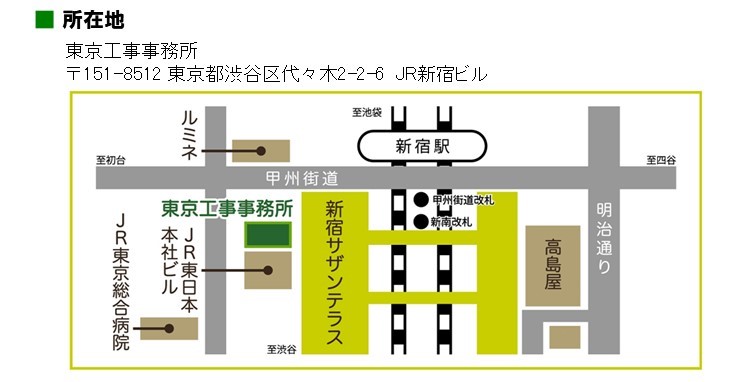 所在地
東京工事事務所
〒151-8512 東京都渋谷区代々木2-2-6 JR新宿ビル
至池袋
ルミネ
新宿駅
至初台
至四谷
甲州街道
甲州街道改札
東京工事事務所
新南改札
新宿サザンテラス
明治通り
高島屋
JR東日本
本社ビル
JR東京総合病院
至渋谷